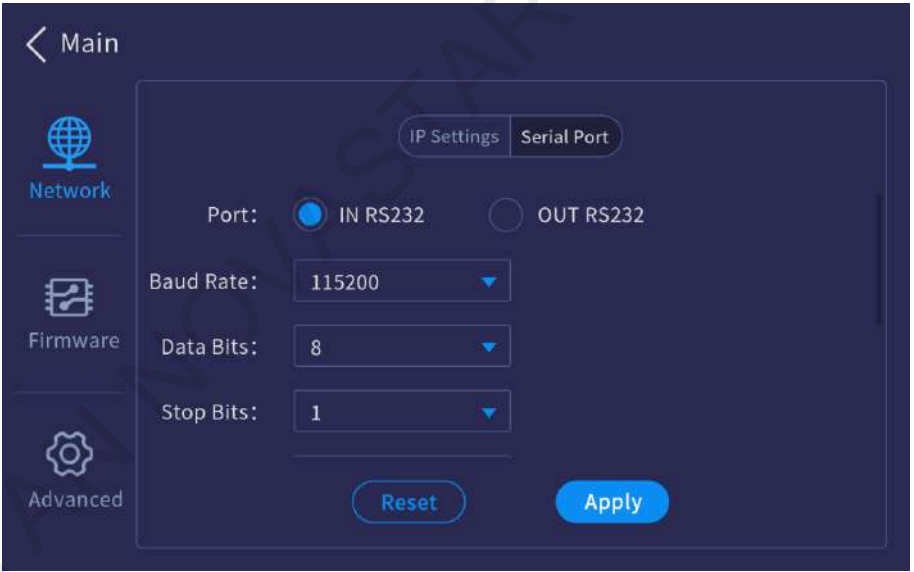 Main
IP Settings Serial Port
Network
Port: IN RS232 OUT RS232
Baud Rate: 115200
Firmware
Data Bits: 8
Stop Bits: 1
Advanced
Reset Apply